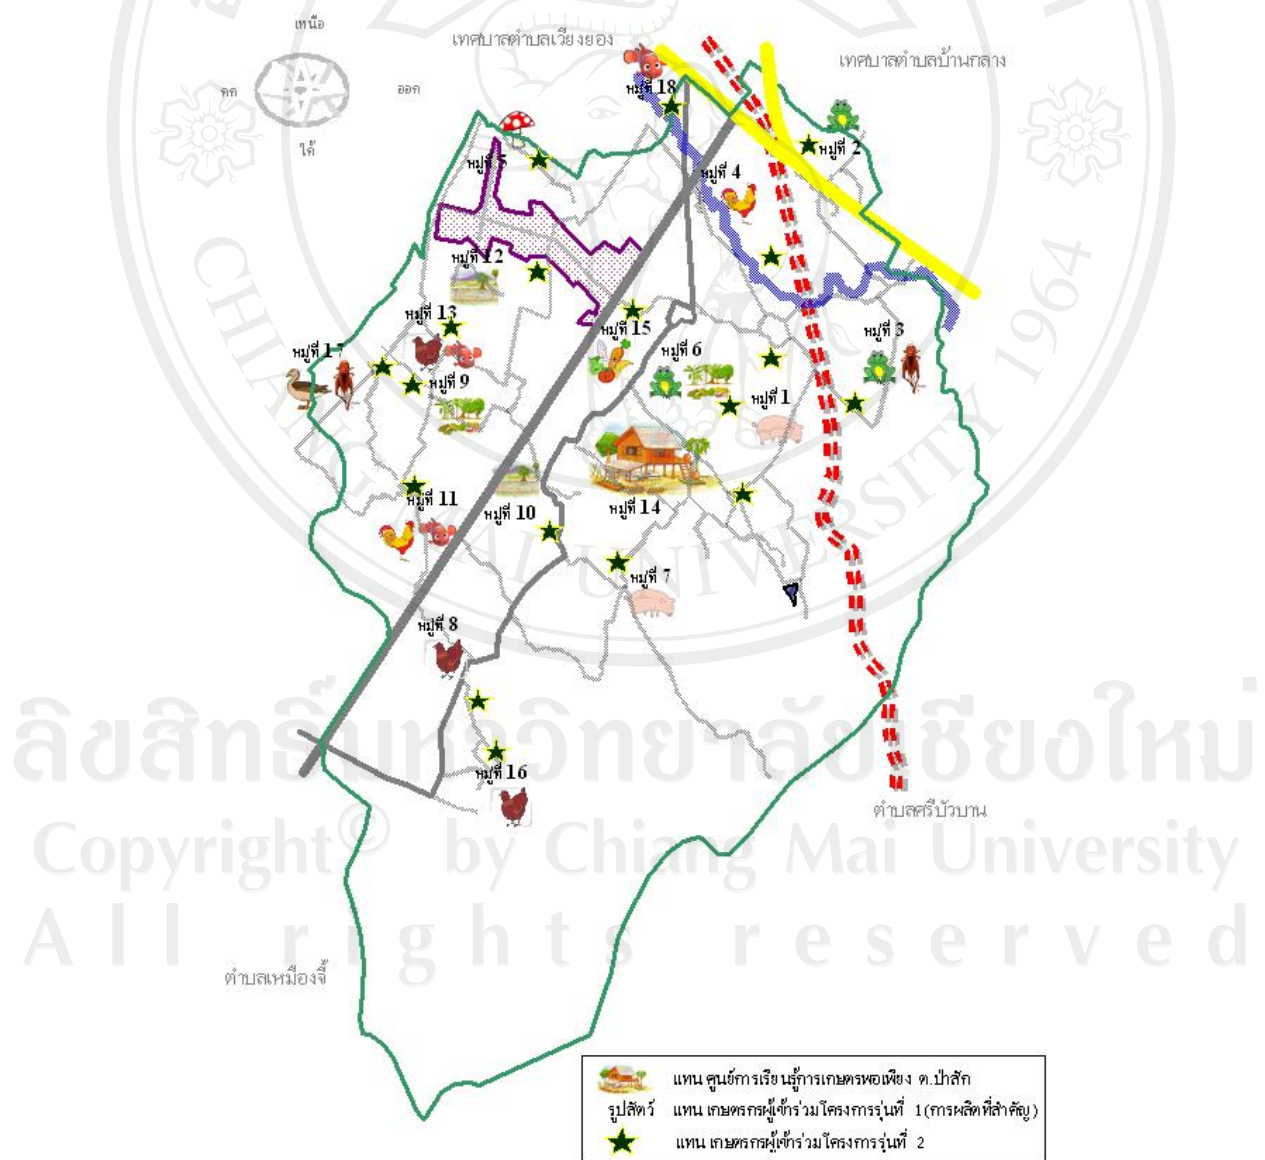 เหนือ
เทศบาลตำบลเวียงยอง
เทศบาลตำบลบ้านกลาง
ตก
ออก
ใต้
หมู่ที่ 18
หมู่ที่ 2
หมู่ที่ 5
หมู่ที่ 4
หมู่ที่ 12
หมู่ที่ 13
หมู่ที่ 15
หมู่ที่ 3
หมู่ที่ 17
หมู่ที่ 6
หมู่ที่ 9
หมู่ที่ 1
หมู่ที่ 11
หมู่ที่ 10
หมู่ที่ 14
หมู่ที่ 7
หมู่ที่ 8
หมู่ที่ 16
CHIANG MAI UNIVERSITY 1964
ลิขสิทธิ์มหาวิทยาลัยเชียงใหม่
ตำบลศรีบัวบาน
Copyright© by Chiang Mai University
All rights reserved
ตำบลเหมืองจี้
แทน ศูนย์การเรียนรู้การเกษตรพอเพียง ต.ป่าสัก
รูปสัตว์ แทน เกษตรกรผู้เข้าร่วมโครงการรุ่นที่ 1(การผลิตที่สำคัญ)
แทน เกษตรกรผู้เข้าร่วมโครงการรุ่นที่ 2